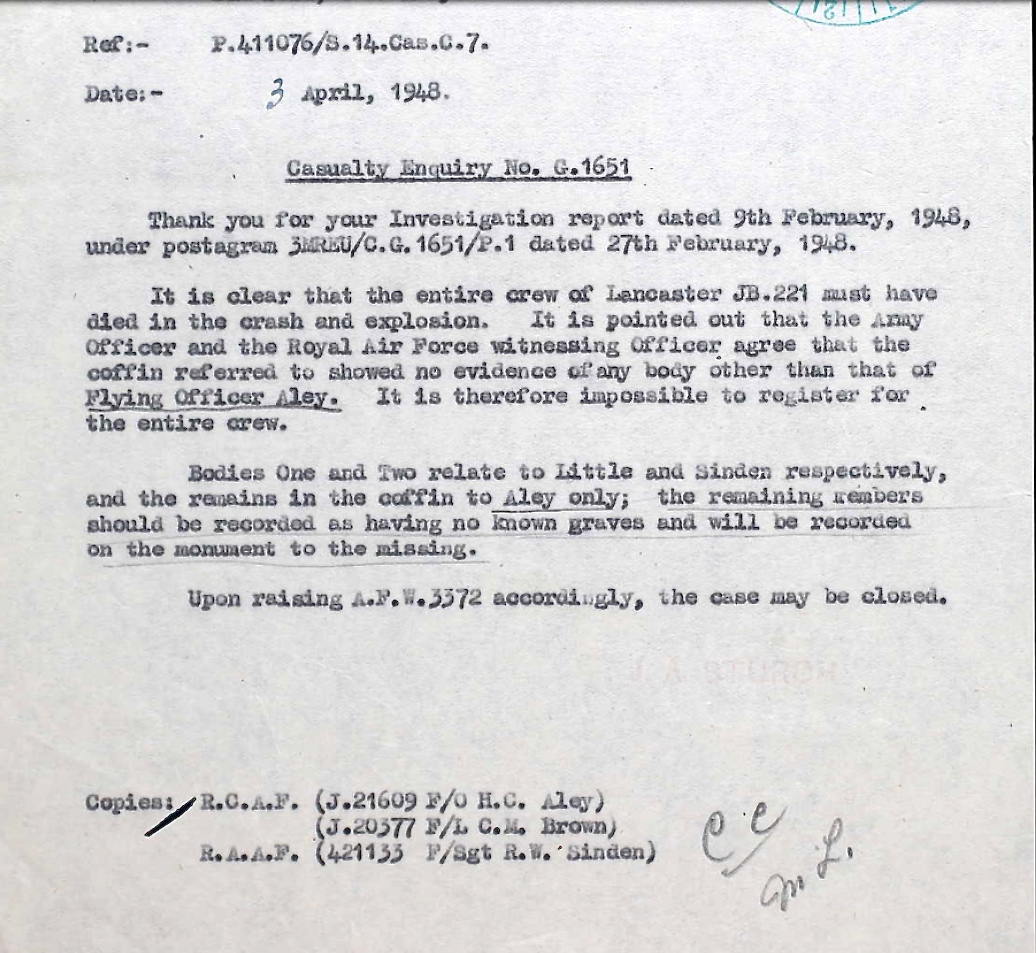 Ref:- P.411076/S.14.Cas.C.7.
Date:- 3 April, 1948.
Casualty Enquiry No. G.1651
Thank you for your Investigation report dated 9th February, 1948,
under postagram 3MREU/C.G.1651/P.1 dated 27th February, 1948.
It is clear that the entire crew of Lancaster JB.221 must have
died in the crash and explosion. It is pointed out that the Army
Officer and the Royal Air Force witnessing Officer agree that the
coffin referred to showed no evidence of any body other than that of
Flying Officer Aley. It is therefore impossible to register for
the entire crew.
Bodies One and Two relate to Little and Sinden respectively,
and the remains in the coffin to Aley only; the remaining members
should be recorded as having no known graves and will be recorded
on the monument to the missing.
Upon raising A.F.W.3372 accordingly, the case may be closed.
Copies: R.C.A.F. (J.21609 F/O H.C. Aley)
(J.20377 F/L C.M. Brown)
R.A.A.F. (421133 F/Sgt R.W. Sinden)